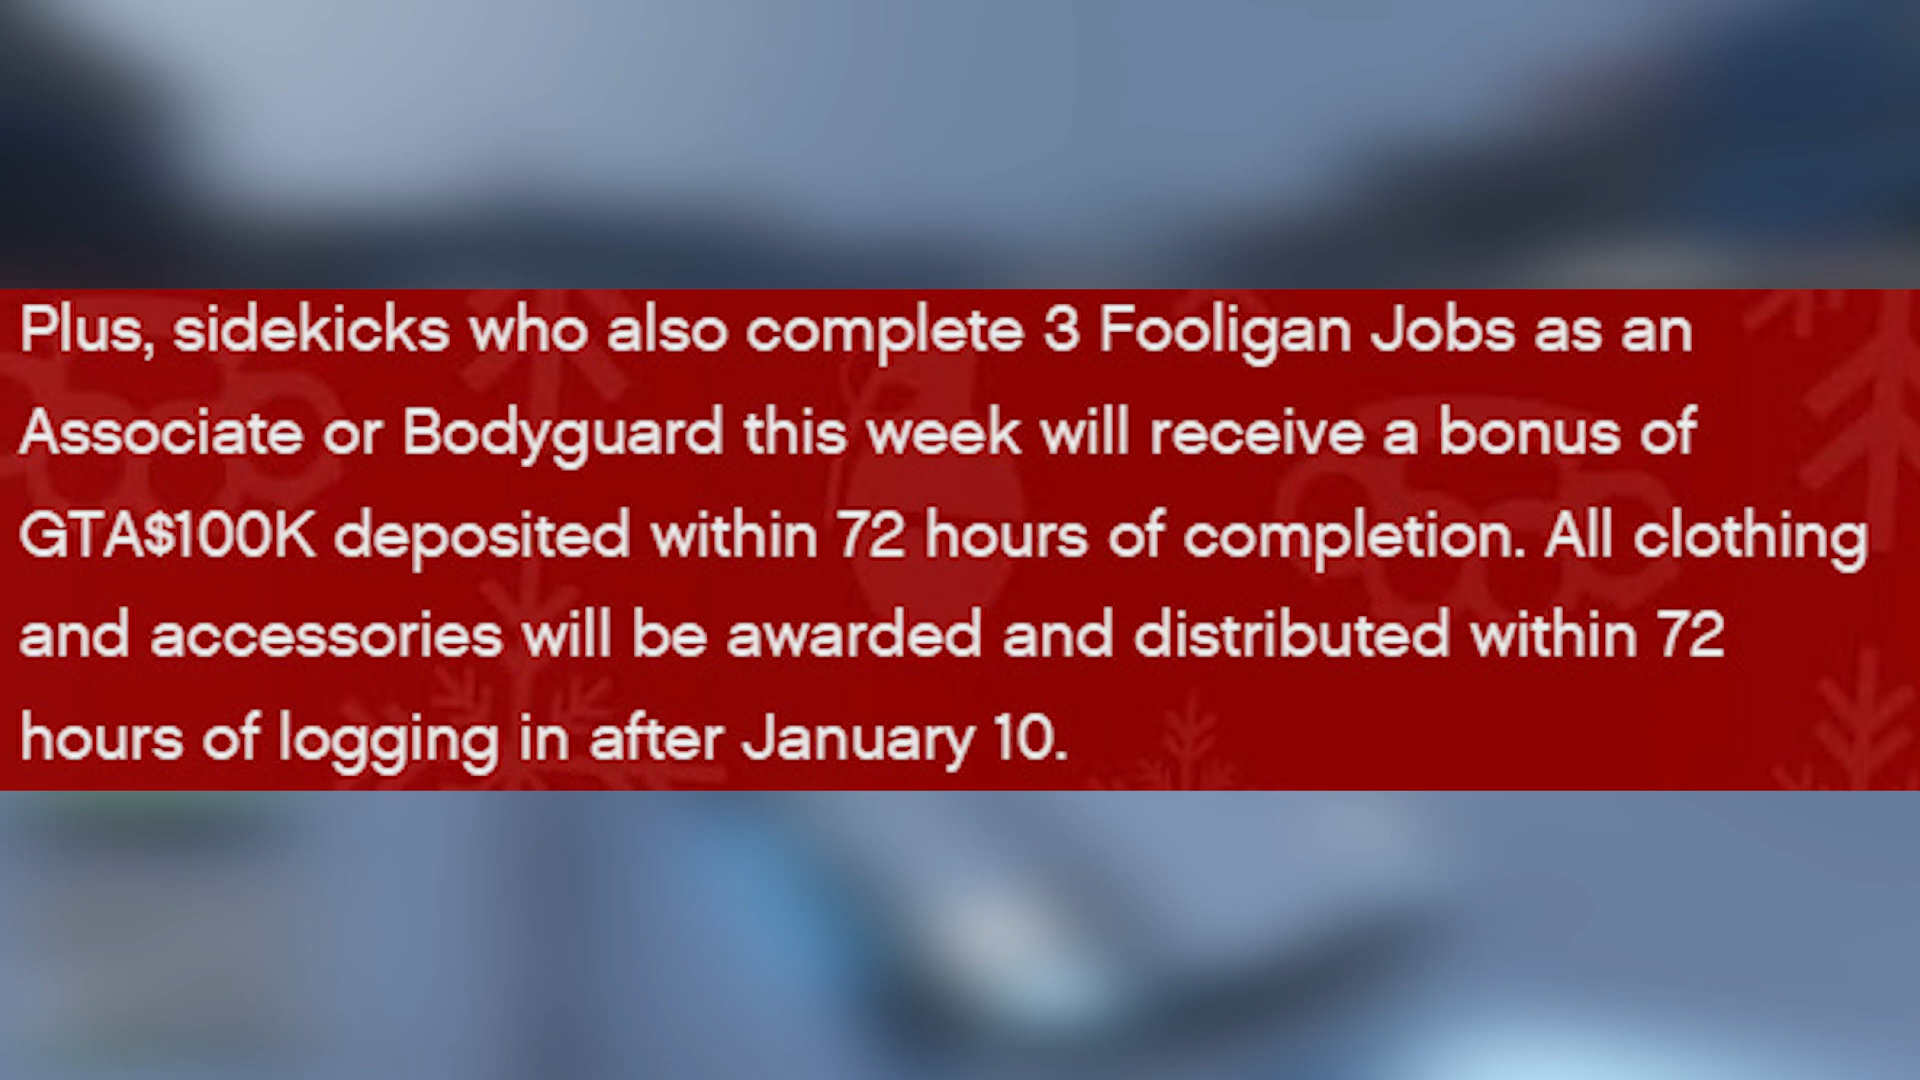 Plus, sidekicks who also complete 3 Fooligan Jobs as an
Associate or Bodyguard this week will receive a bonus of
GTA$100K deposited within 72 hours of completion. All clothing
and accessories will be awarded and distributed within 72
hours of logging in after January 10.